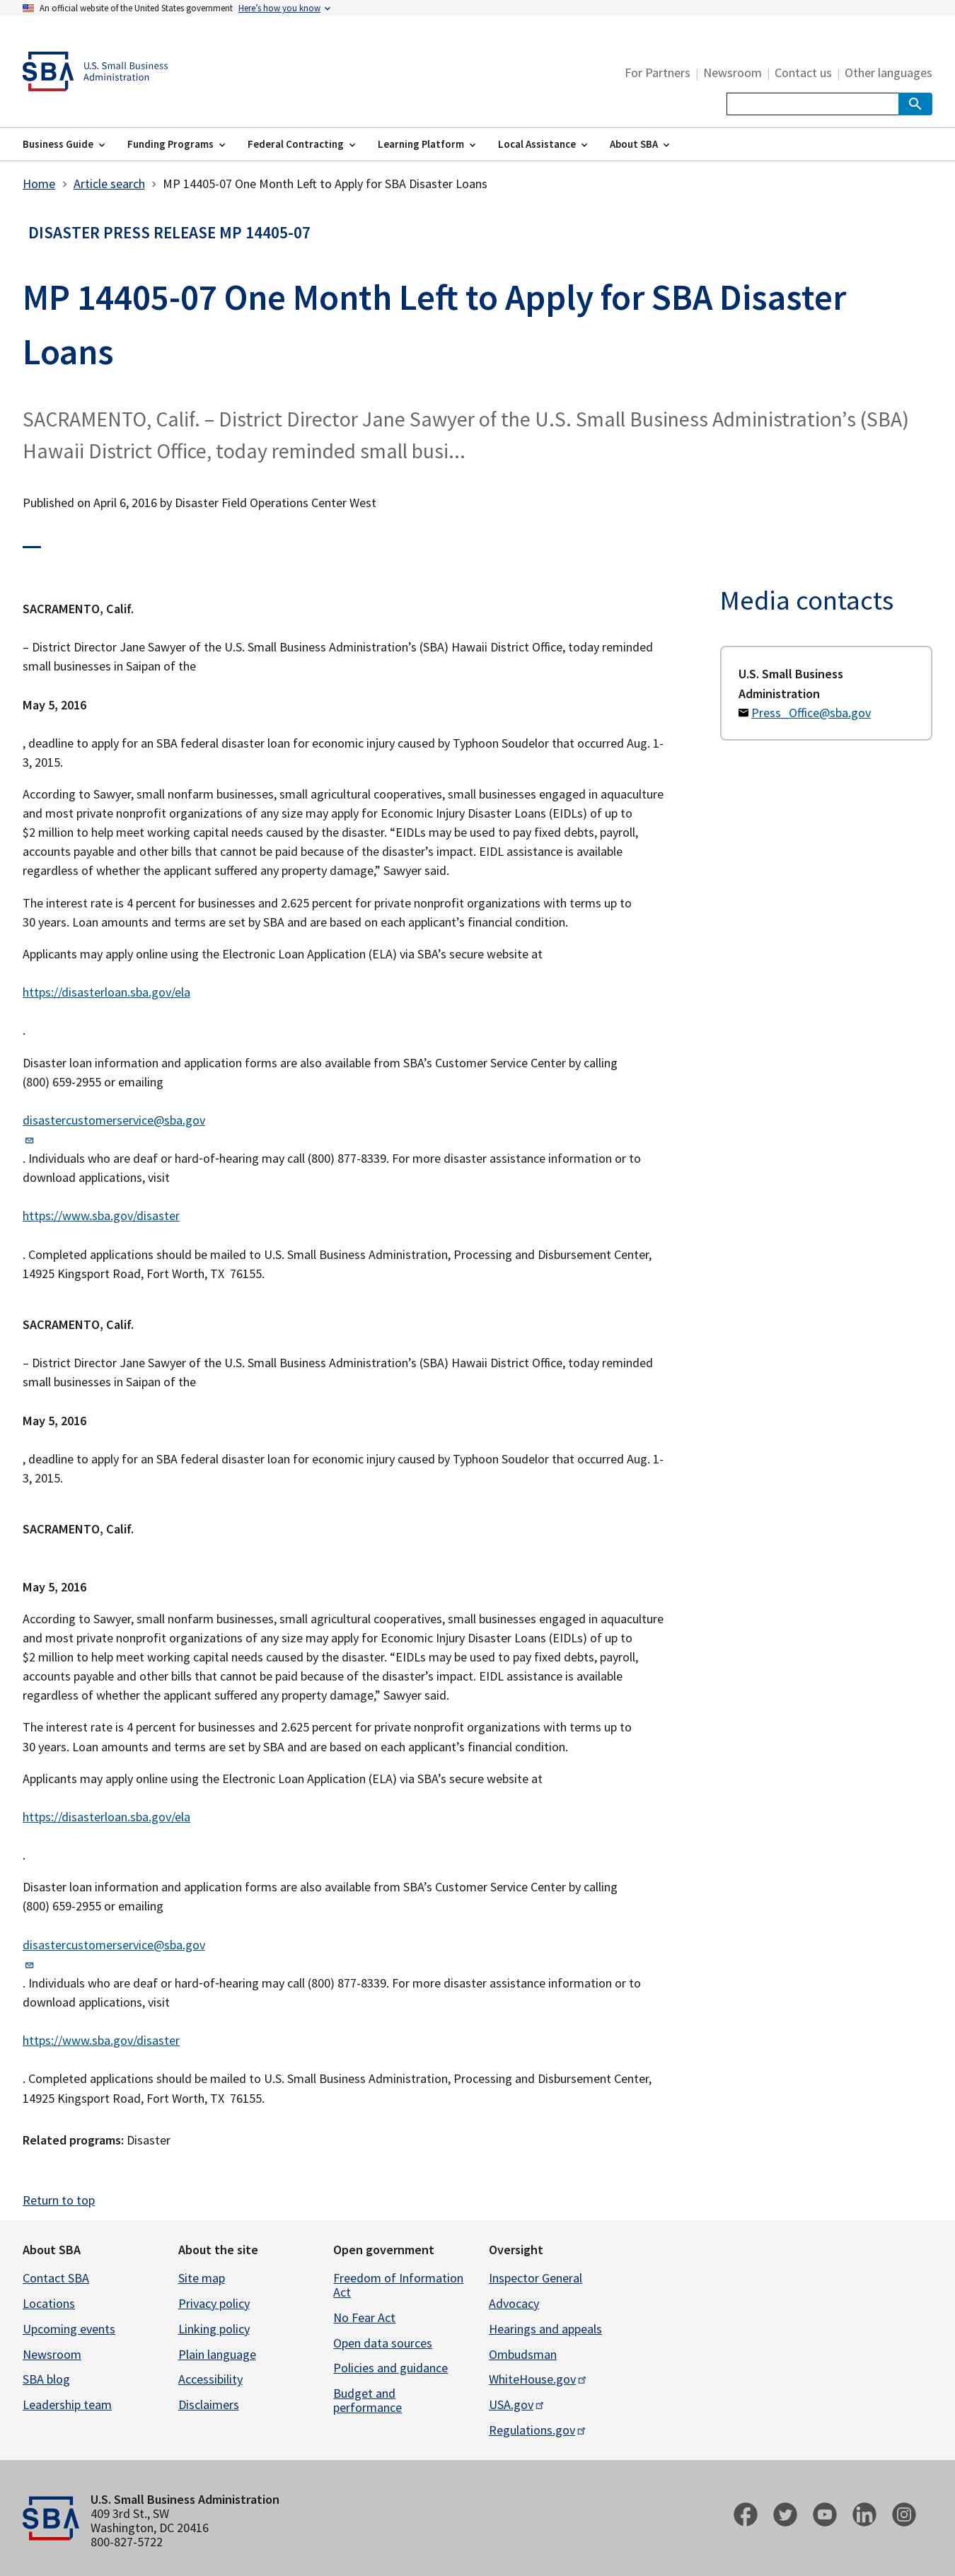 An official website of the United States government Here's how you know
SBA U.S. Small Business
Administration
For Partners | Newsroom | Contact us | Other languages
Business Guide Funding Programs Federal Contracting Learning Platform Local Assistance About SBA
Home > Article search > MP 14405-07 One Month Left to Apply for SBA Disaster Loans
DISASTER PRESS RELEASE MP 14405-07
MP 14405-07 One Month Left to Apply for SBA Disaster
Loans
SACRAMENTO, Calif. – District Director Jane Sawyer of the U.S. Small Business Administration’s (SBA)
Hawaii District Office, today reminded small busi...
Published on April 6, 2016 by Disaster Field Operations Center West
Media contacts
U.S. Small Business
Administration
Press_Office@sba.gov
SACRAMENTO, Calif.
– District Director Jane Sawyer of the U.S. Small Business Administration’s (SBA) Hawaii District Office, today reminded
small businesses in Saipan of the
May 5, 2016
, deadline to apply for an SBA federal disaster loan for economic injury caused by Typhoon Soudelor that occurred Aug. 1-
3, 2015.
According to Sawyer, small nonfarm businesses, small agricultural cooperatives, small businesses engaged in aquaculture
and most private nonprofit organizations of any size may apply for Economic Injury Disaster Loans (EIDLs) of up to
$2 million to help meet working capital needs caused by the disaster. “EIDLs may be used to pay fixed debts, payroll,
accounts payable and other bills that cannot be paid because of the disaster’s impact. EIDL assistance is available
regardless of whether the applicant suffered any property damage,” Sawyer said.
The interest rate is 4 percent for businesses and 2.625 percent for private nonprofit organizations with terms up to
30 years. Loan amounts and terms are set by SBA and are based on each applicant’s financial condition.
Applicants may apply online using the Electronic Loan Application (ELA) via SBA’s secure website at
https://disasterloan.sba.gov/ela
.
Disaster loan information and application forms are also available from SBA’s Customer Service Center by calling
(800) 659-2955 or emailing
disastercustomerservice@sba.gov
. Individuals who are deaf or hard-of-hearing may call (800) 877-8339. For more disaster assistance information or to
download applications, visit
https://www.sba.gov/disaster
. Completed applications should be mailed to U.S. Small Business Administration, Processing and Disbursement Center,
14925 Kingsport Road, Fort Worth, TX 76155.
SACRAMENTO, Calif.
– District Director Jane Sawyer of the U.S. Small Business Administration’s (SBA) Hawaii District Office, today reminded
small businesses in Saipan of the
May 5, 2016
, deadline to apply for an SBA federal disaster loan for economic injury caused by Typhoon Soudelor that occurred Aug. 1-
3, 2015.
SACRAMENTO, Calif.
May 5, 2016
According to Sawyer, small nonfarm businesses, small agricultural cooperatives, small businesses engaged in aquaculture
and most private nonprofit organizations of any size may apply for Economic Injury Disaster Loans (EIDLs) of up to
$2 million to help meet working capital needs caused by the disaster. “EIDLs may be used to pay fixed debts, payroll,
accounts payable and other bills that cannot be paid because of the disaster’s impact. EIDL assistance is available
regardless of whether the applicant suffered any property damage,” Sawyer said.
The interest rate is 4 percent for businesses and 2.625 percent for private nonprofit organizations with terms up to
30 years. Loan amounts and terms are set by SBA and are based on each applicant’s financial condition.
Applicants may apply online using the Electronic Loan Application (ELA) via SBA’s secure website at
https://disasterloan.sba.gov/ela
.
Disaster loan information and application forms are also available from SBA’s Customer Service Center by calling
(800) 659-2955 or emailing
disastercustomerservice@sba.gov
. Individuals who are deaf or hard-of-hearing may call (800) 877-8339. For more disaster assistance information or to
download applications, visit
https://www.sba.gov/disaster
. Completed applications should be mailed to U.S. Small Business Administration, Processing and Disbursement Center,
14925 Kingsport Road, Fort Worth, TX 76155.
Related programs: Disaster
Return to top
About SBA
Contact SBA
Locations
Upcoming events
Newsroom
SBA blog
Leadership team
About the site
Site map
Privacy policy
Linking policy
Plain language
Accessibility
Disclaimers
Open government
Freedom of Information
Act
No Fear Act
Open data sources
Policies and guidance
Budget and
performance
Oversight
Inspector General
Advocacy
Hearings and appeals
Ombudsman
WhiteHouse.gov
USA.gov
Regulations.gov
SBA
U.S. Small Business Administration
409 3rd St., SW
Washington, DC 20416
800-827-5722